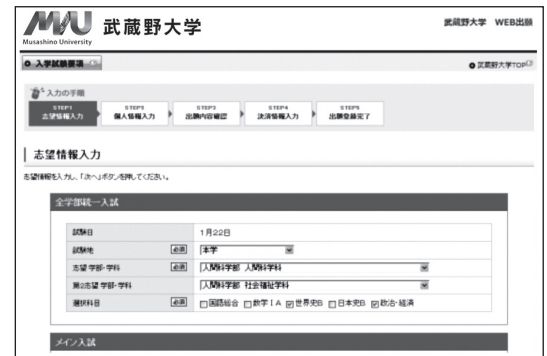 MU 武蔵野大学
Musashino University
武蔵野大学 WEB出願
入学試験要項
武蔵野大学TOP
入力の手順
STEP1
志望情報入力
STEP2
個人情報入力
STEP3
出願内容確認
STEP4
決済情報入力
STEP5
出願登録完了
志望情報入力
志望情報を入力し、「次へ」ボタンを押してください。
全学部統一入試
試験日 1月22日
試験地 必須 本学
志望 学部・学科 必須 人間科学部 人間科学科
第2志望 学部・学科 人間科学部 社会福祉学科
選択科目 必須 国語総合 数学ⅠA 世界史B 日本史B 政治・経済
メイン入試